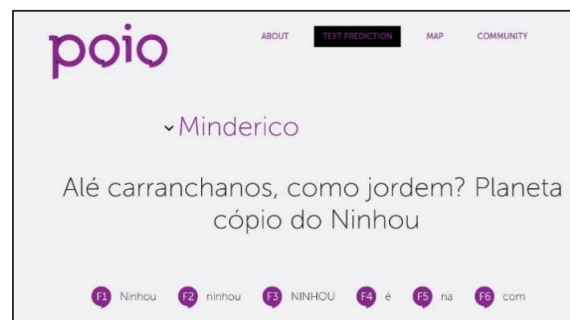 poio
ABOUT TEXT PREDICTION MAP COMMUNITY
Minderico
Alé carranchanos, como jordem? Planeta
cópio do Ninhou
F1 Ninhou F2 ninhou F3 NINHOU F4 é F5 na F6 com